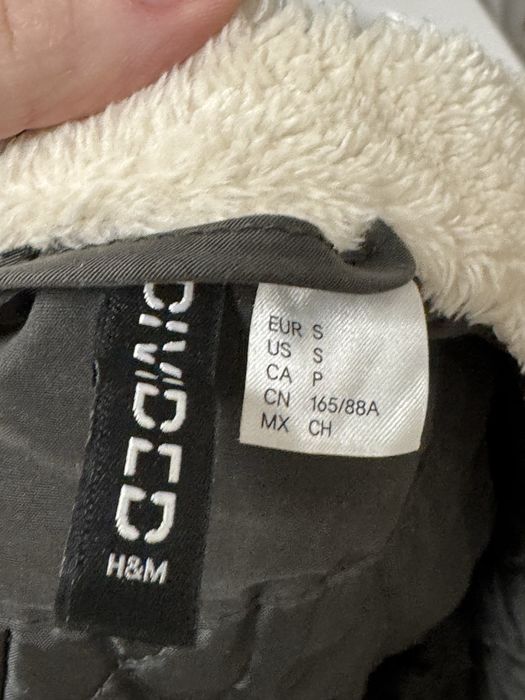 DIVIDED
H&M
EUR S
US S
CA P
CN 165/88A
MX CH